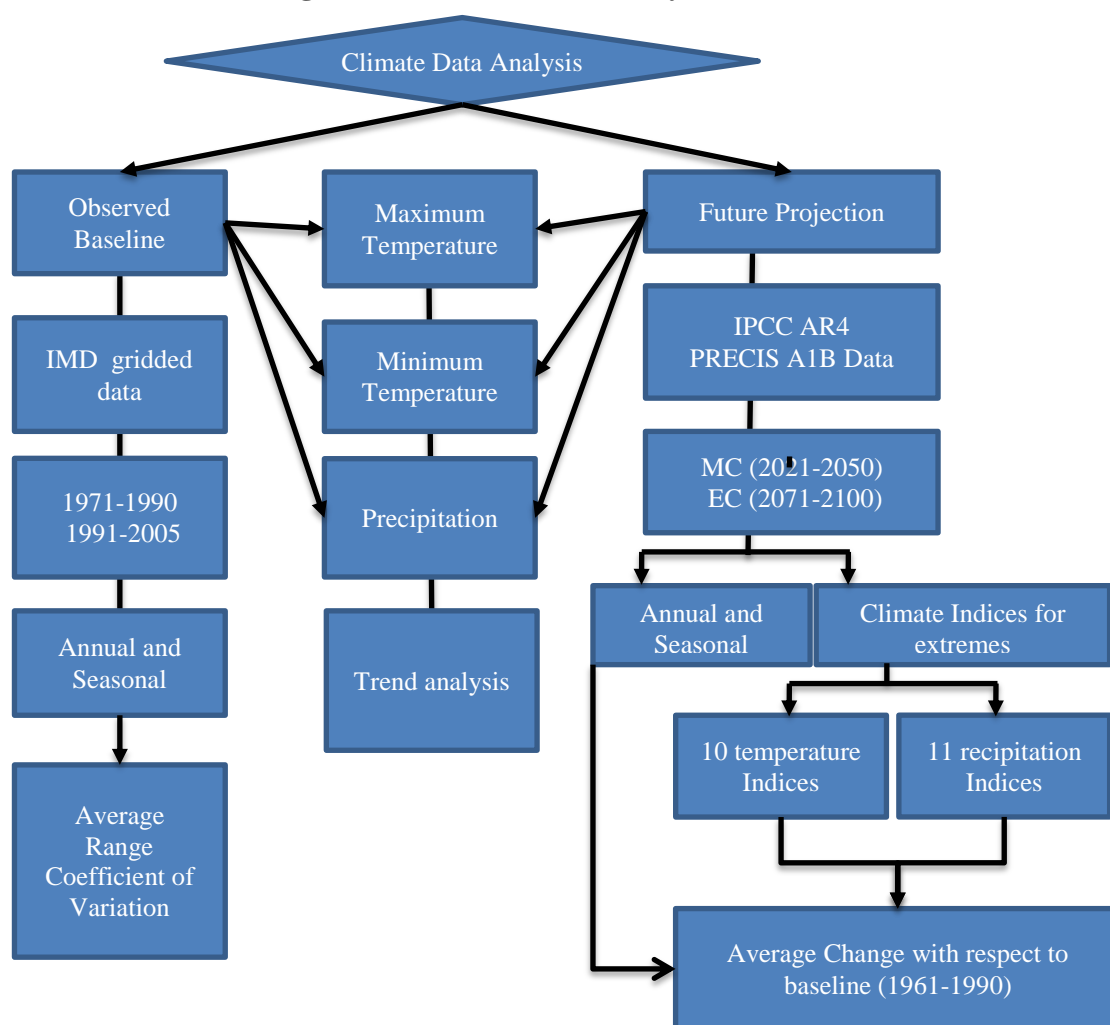 Climate Data Analysis
Observed
Baseline
Maximum
Temperature
Future Projection
IMD gridded
data
Minimum
Temperature
IPCC AR4
PRECIS A1B Data
1971-1990
1991-2005
Precipitation
MC (2021-2050)
EC (2071-2100)
Annual and
Seasonal
Trend analysis
Annual and
Seasonal
Climate Indices for
extremes
10 temperature
Indices
11 recipitation
Indices
Average
Range
Coefficient of
Variation
Average Change with respect to
baseline (1961-1990)